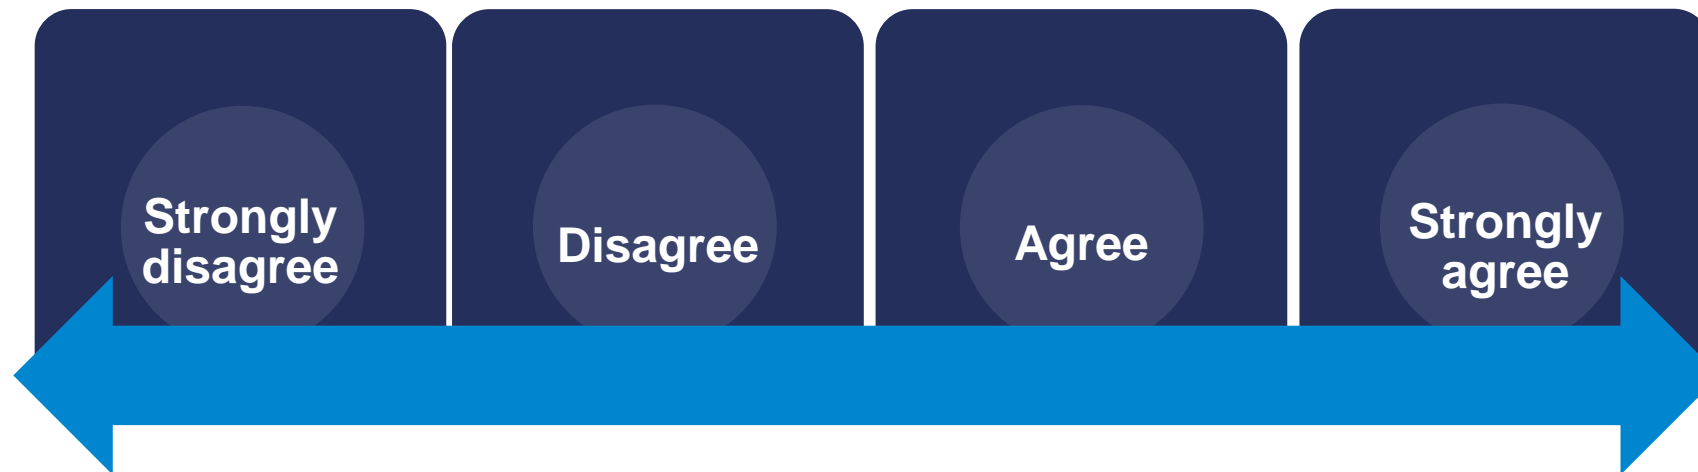 Strongly
disagree
Disagree
Agree
Strongly
agree